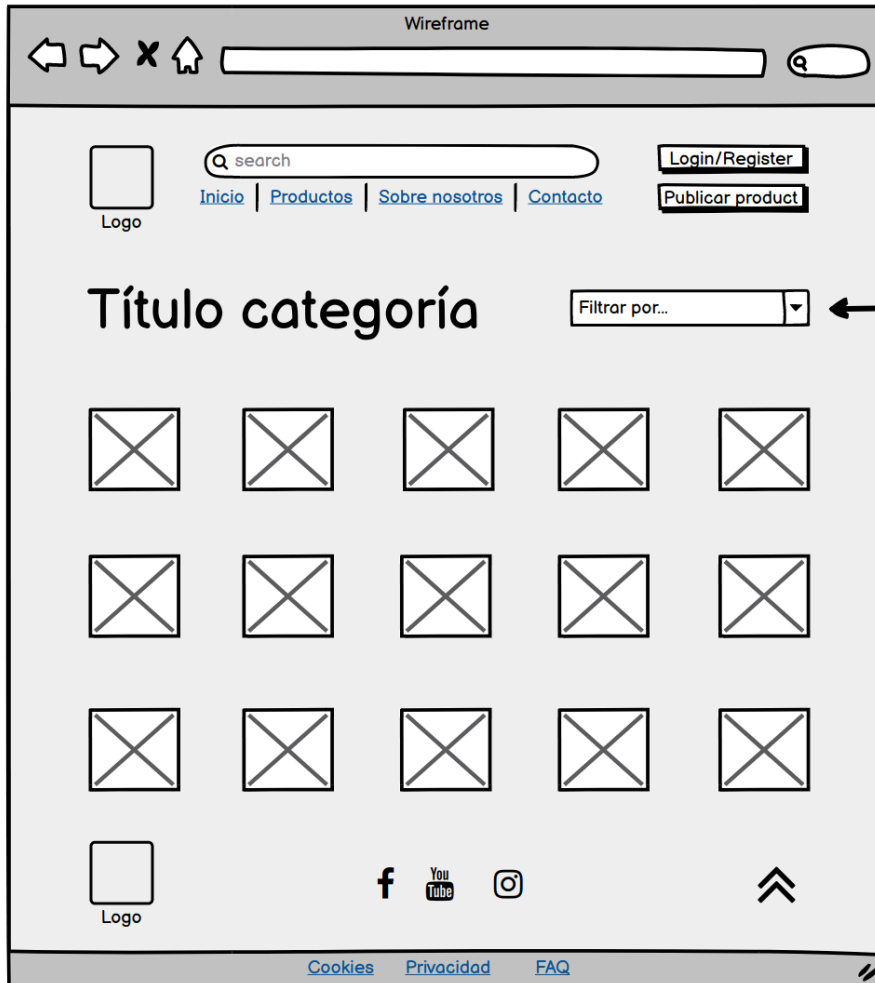 Wireframe
search
Login/Register
Inicio Productos Sobre nosotros Contacto
Publicar product
Logo
Título categoría
Filtrar por...
You
Tube
Logo
Cookies Privacidad FAQ